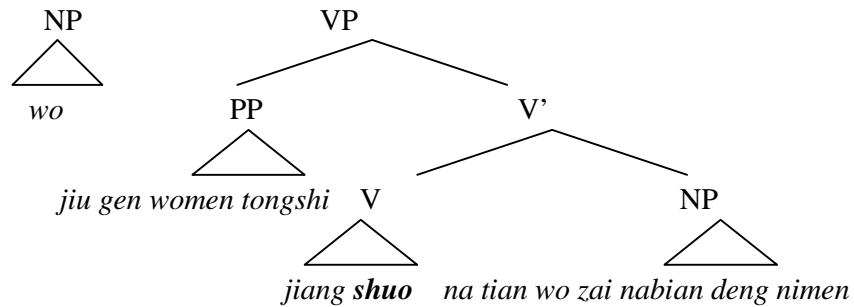 NP VP
wo
PP V’
jiu gen women tongshi V NP
jiang shuo na tian wo zai nabian deng nimen